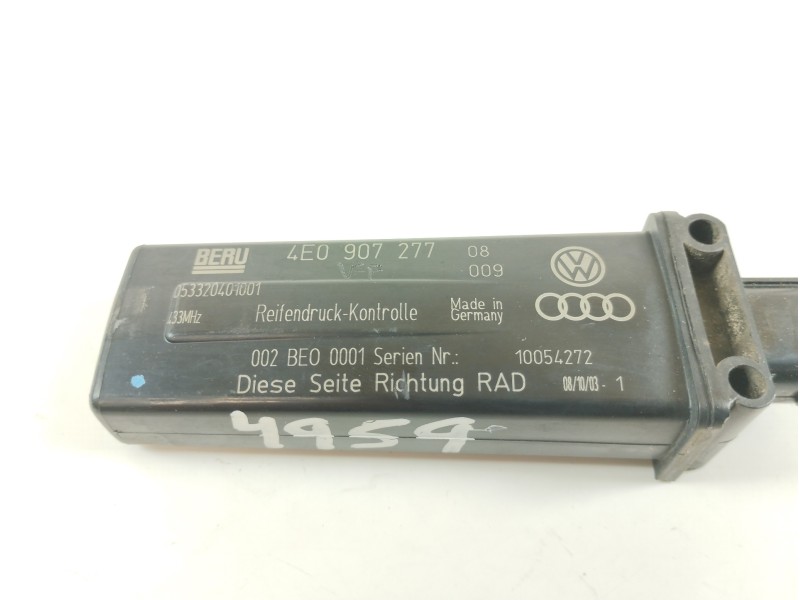 BERU 4E0 907 277 08
009
053320401001
433MHz Reifendruck-Kontrolle Made in
Germany
002 BE0 0001 Serien Nr.: 10054272
Diese Seite Richtung RAD 08/10/03 - 1
4959